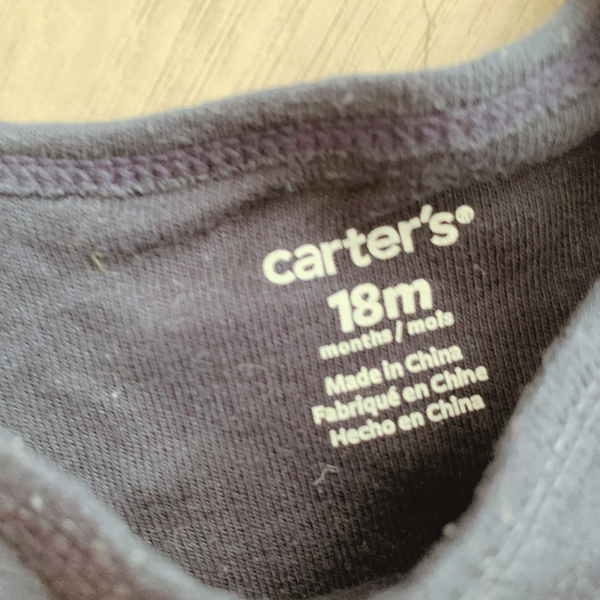 carter's®
18m
months / mois
Made in China
Fabriqué en Chine
Hecho en China